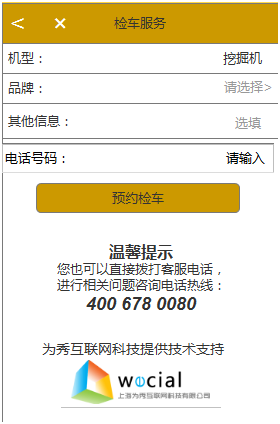 < × 检车服务
机型： 挖掘机
品牌： 请选择>
其他信息： 选填
电话号码： 请输入
预约检车
温馨提示
您也可以直接拨打客服电话，
进行相关问题咨询电话热线：
400 678 0080
为秀互联网科技提供技术支持
wecial
上海为秀互联网科技有限公司